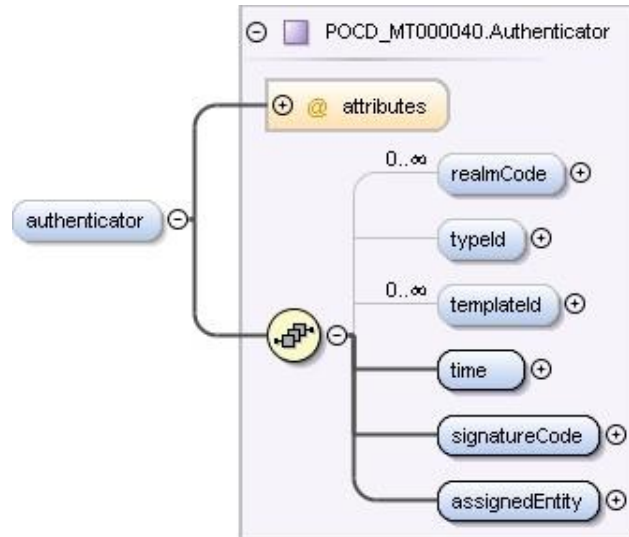 POCD_MT000040.Authenticator
@ attributes
0..∞
realmCode
authenticator
typeId
0..∞
templateId
time
signatureCode
assignedEntity